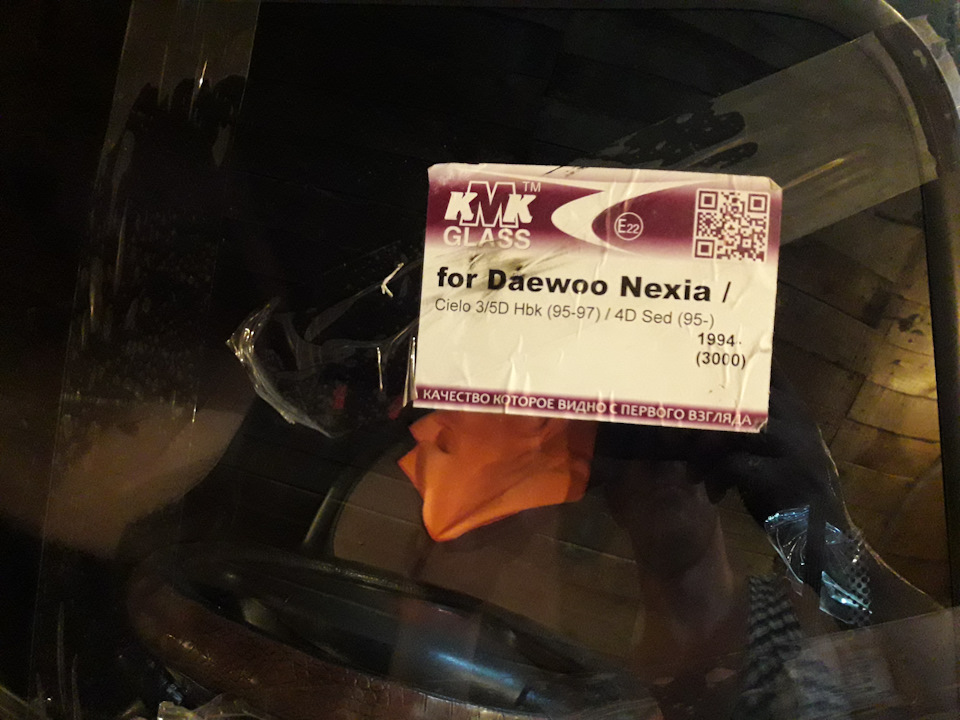 KMK TM
GLASS
E22
for Daewoo Nexia /
Cielo 3/5D Hbk (95-97) / 4D Sed (95-)
1994-
(3000)
КАЧЕСТВО КОТОРОЕ ВИДНО С ПЕРВОГО ВЗГЛЯДА